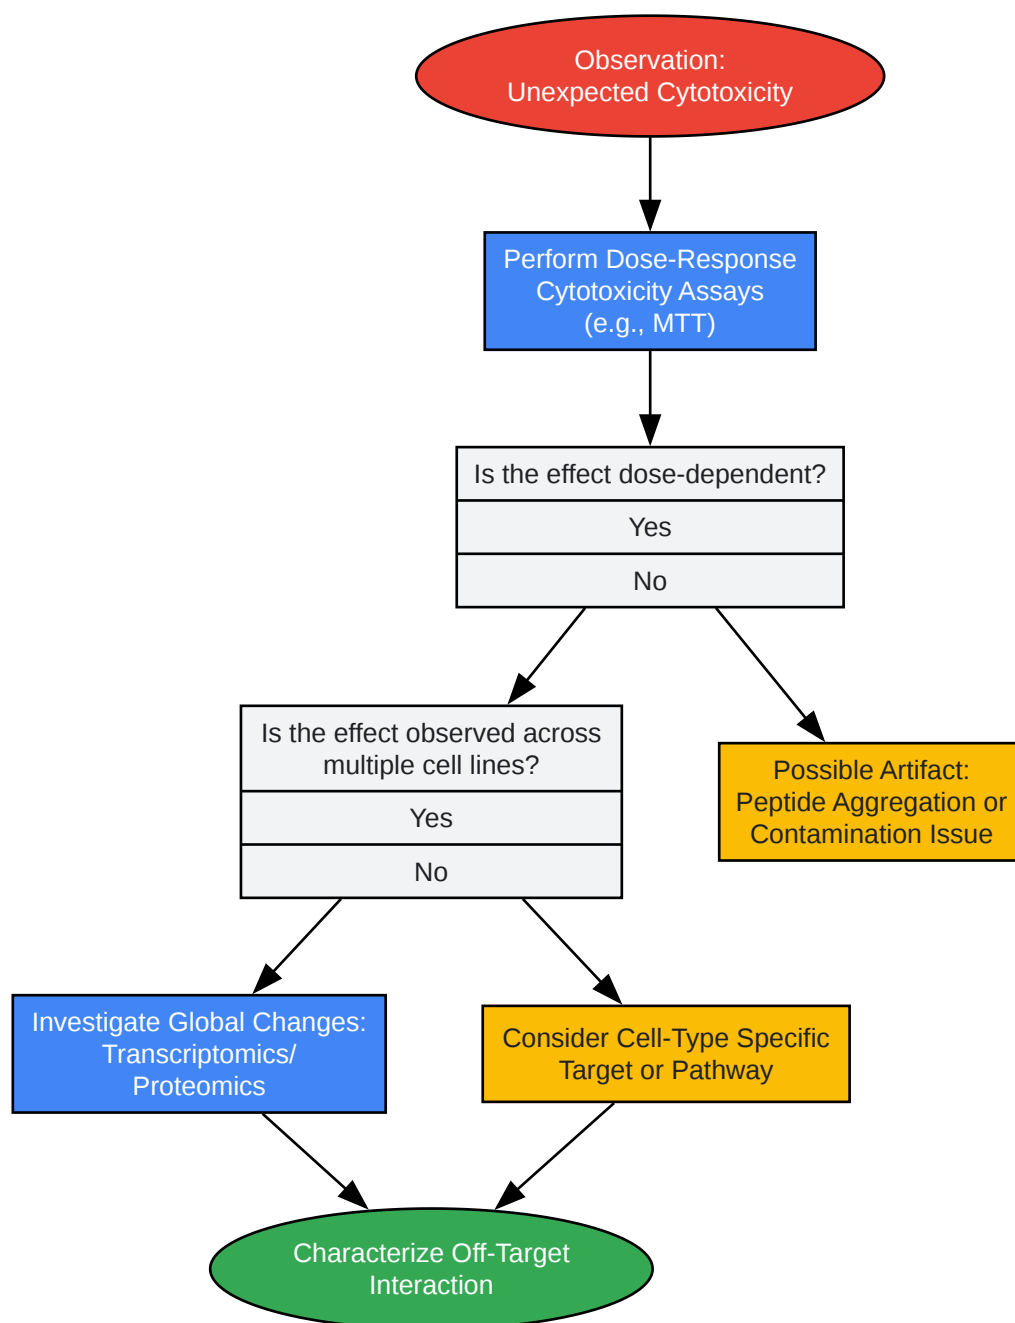 Observation:
Unexpected Cytotoxicity
Perform Dose-Response
Cytotoxicity Assays
(e.g., MTT)
Is the effect dose-dependent?
Yes
No
Is the effect observed across
multiple cell lines?
Yes
No
Possible Artifact:
Peptide Aggregation or
Contamination Issue
Investigate Global Changes:
Transcriptomics/
Proteomics
Consider Cell-Type Specific
Target or Pathway
Characterize Off-Target
Interaction